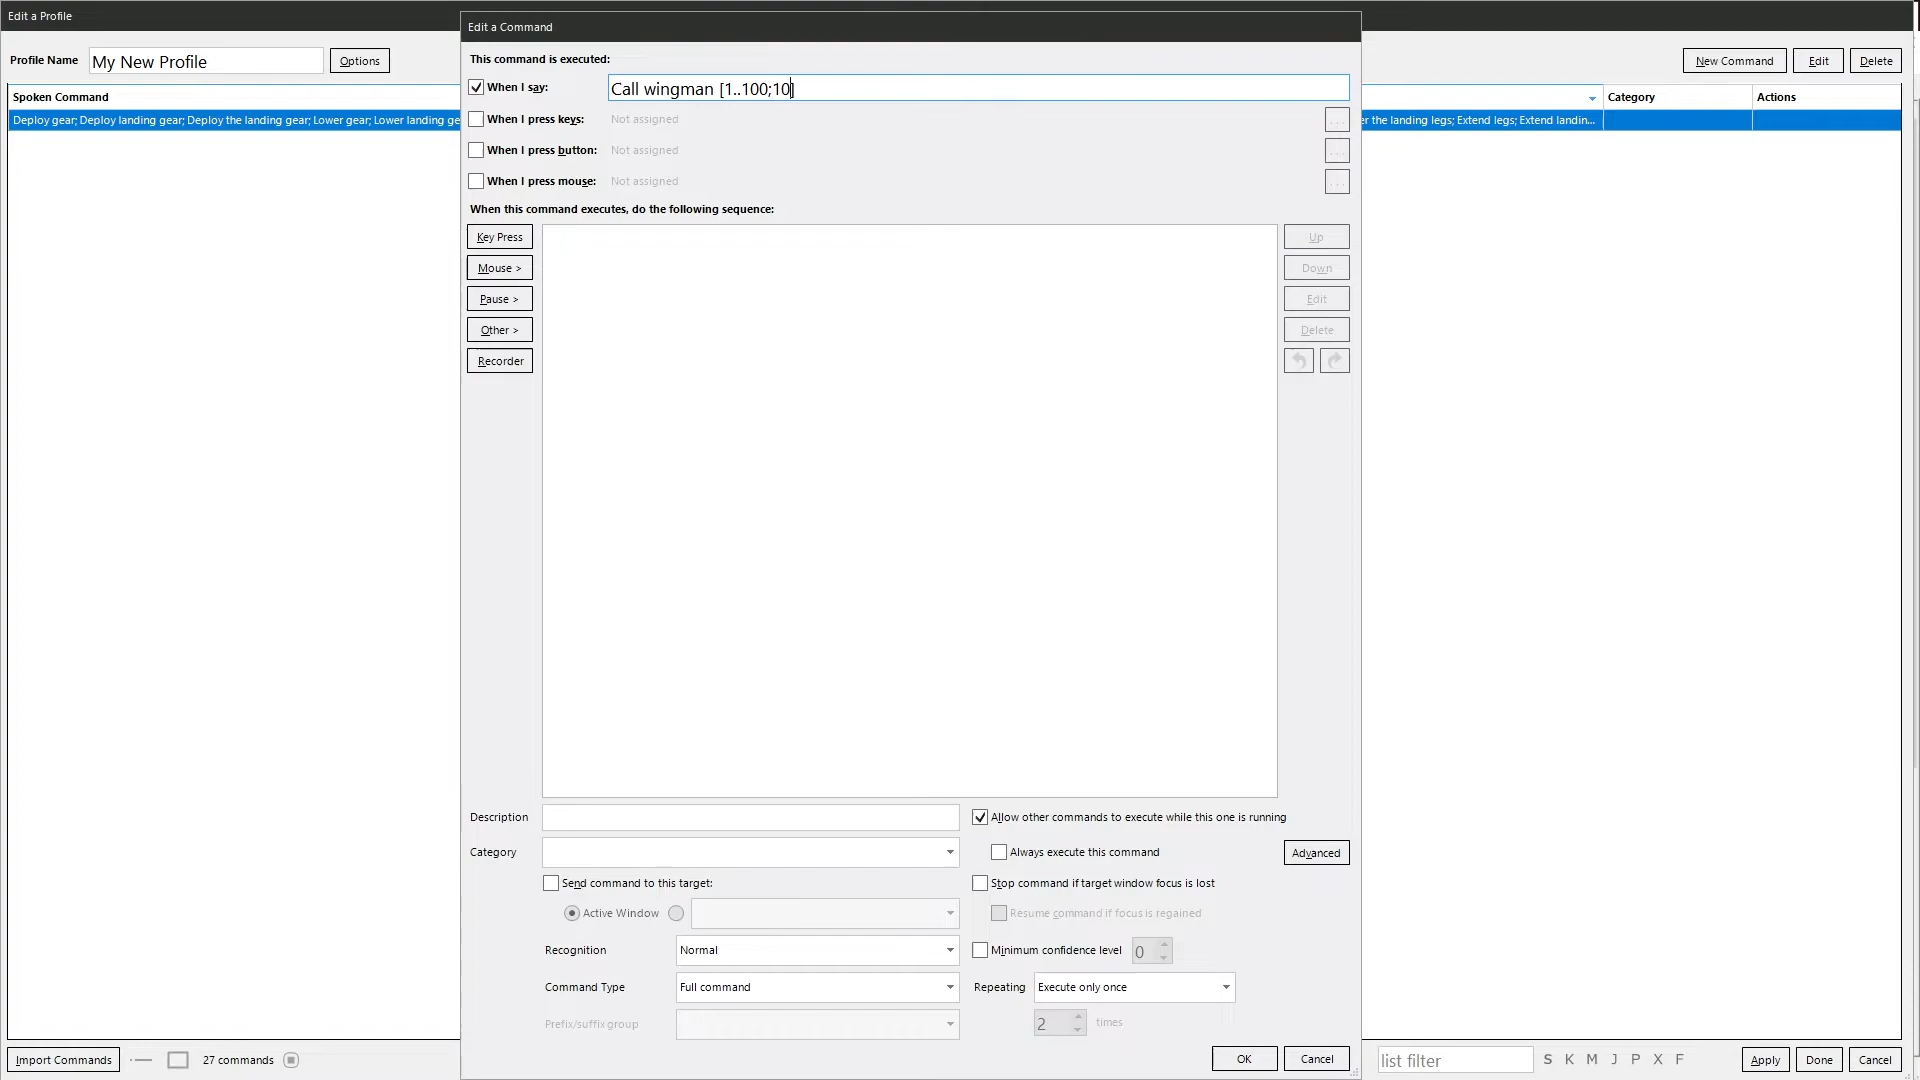 Edit a Profile
Edit a Command
Profile Name
My New Profile
Options
This command is executed:
New Command
Edit
Delete
When I say:
Call wingman [1..100;10]
Spoken Command
Category
Actions
Deploy gear; Deploy landing gear; Deploy the landing gear; Lower gear; Lower landing ge
er the landing legs; Extend legs; Extend landin...
When I press keys:
Not assigned
...
When I press button:
Not assigned
...
When I press mouse:
Not assigned
...
When this command executes, do the following sequence:
Key Press
Up
Mouse >
Down
Pause >
Edit
Other >
Delete
Recorder
Description
Allow other commands to execute while this one is running
Category
Always execute this command
Advanced
Send command to this target:
Stop command if target window focus is lost
Active Window
Resume command if focus is regained
Recognition
Normal
Minimum confidence level
0
Command Type
Full command
Repeating
Execute only once
Prefix/suffix group
2
times
OK
Cancel
Import Commands
27 commands
list filter
S K M J P X F
Apply
Done
Cancel